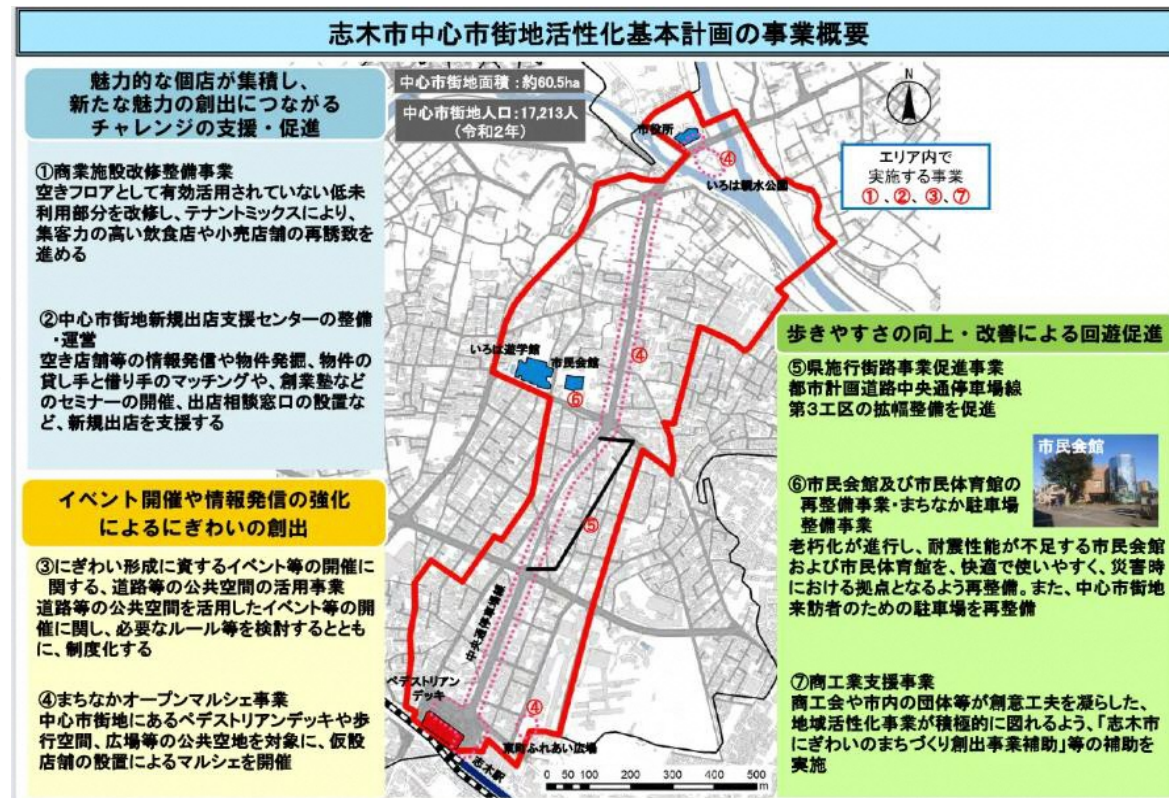 志木市中心市街地活性化基本計画の事業概要
魅力的な個店が集積し、
新たな魅力の創出につながる
チャレンジの支援・促進
①商業施設改修整備事業
空きフロアとして有効活用されていない低未
利用部分を改修し、テナントミックスにより、
集客力の高い飲食店や小売店舗の再誘致を
進める
②中心市街地新規出店支援センターの整備
・運営
空き店舗等の情報発信や物件発掘、物件の
貸し手と借り手のマッチングや、創業塾など
のセミナーの開催、出店相談窓口の設置な
ど、新規出店を支援する
イベント開催や情報発信の強化
によるにぎわいの創出
③にぎわい形成に資するイベント等の開催に
関する、道路等の公共空間の活用事業
道路等の公共空間を活用したイベント等の開
催に関し、必要なルール等を検討するととも
に、制度化する
④まちなかオープンマルシェ事業
中心市街地にあるペデストリアンデッキや歩
行空間、広場等の公共空地を対象に、仮設
店舗の設置によるマルシェを開催
中心市街地面積：約60.5ha
中心市街地人口：17,213人
（令和2年）
N
市役所
④
いろは親水公園
エリア内で
実施する事業
①、②、③、⑦
いろは遊学館
市民会館
④
⑥
⑤
中央通停車場線
ペデストリアン
デッキ
④
東町ふれあい広場
志木駅
0 50 100 200 300 400 500
m
歩きやすさの向上・改善による回遊促進
⑤県施行街路事業促進事業
都市計画道路中央通停車場線
第3工区の拡幅整備を促進
市民会館
⑥市民会館及び市民体育館の
再整備事業・まちなか駐車場
整備事業
老朽化が進行し、耐震性能が不足する市民会館
および市民体育館を、快適で使いやすく、災害時
における拠点となるよう再整備。また、中心市街地
来訪者のための駐車場を再整備
⑦商工業支援事業
商工会や市内の団体等が創意工夫を凝らした、
地域活性化事業が積極的に図れるよう、「志木市
にぎわいのまちづくり創出事業補助」等の補助を
実施